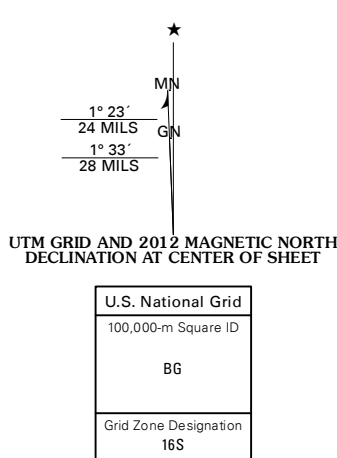 MN
1° 23´
24 MILS
GN
1° 33´
28 MILS
UTM GRID AND 2012 MAGNETIC NORTH
DECLINATION AT CENTER OF SHEET
U.S. National Grid
100,000-m Square ID
BG
Grid Zone Designation
16S